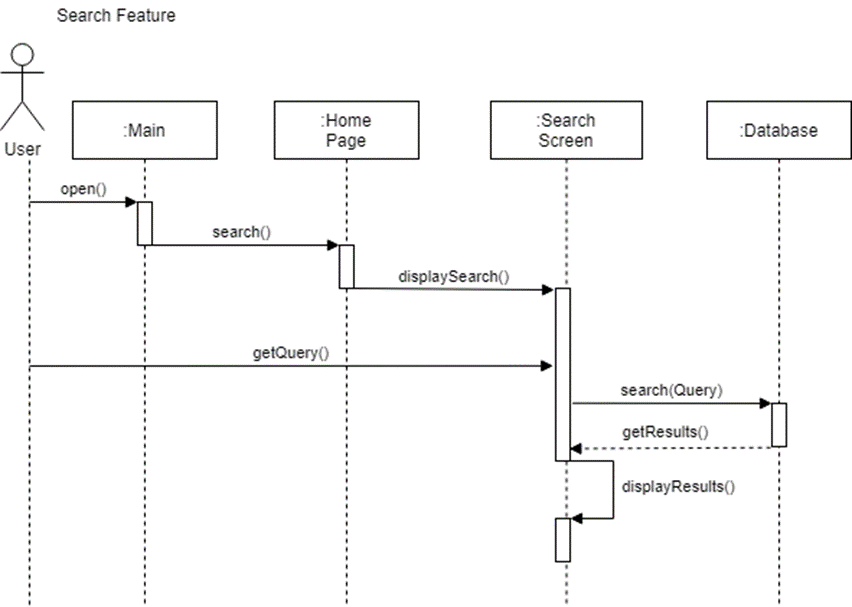 Search Feature
User
:Main
:Home
Page
:Search
Screen
:Database
open()
search()
displaySearch()
getQuery()
search(Query)
getResults()
displayResults()